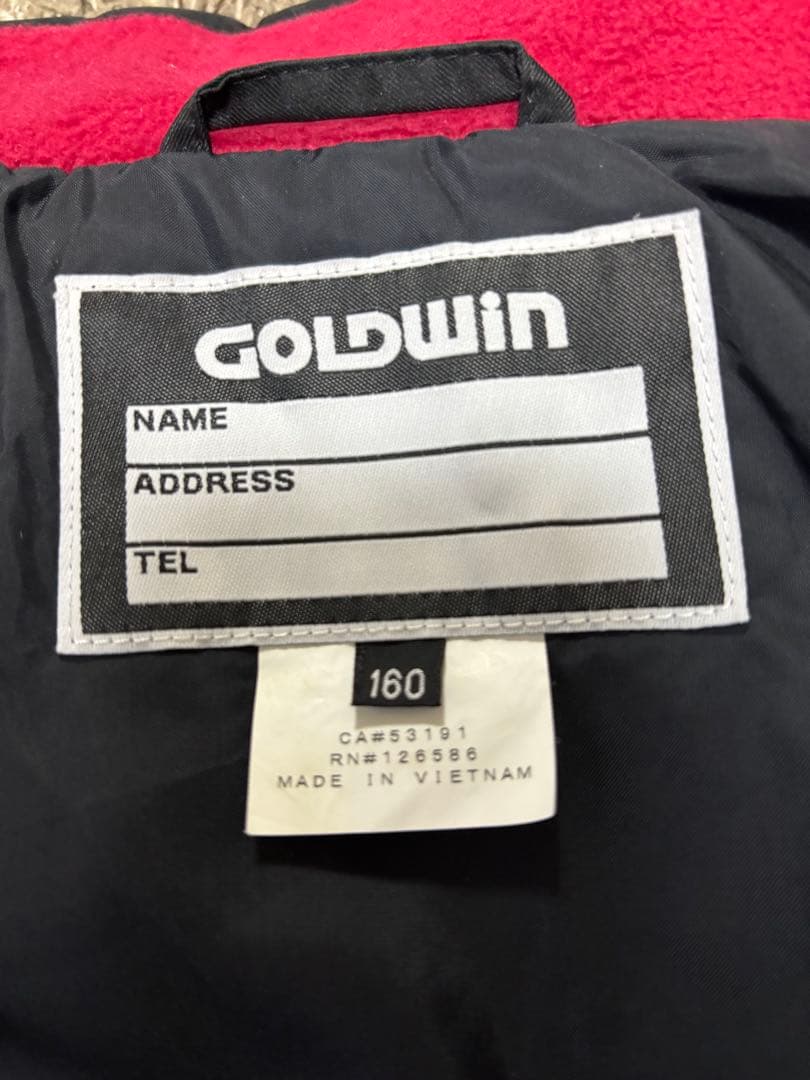 GOLDWIN
NAME
ADDRESS
TEL
160
CA#53191
RN#126586
MADE IN VIETNAM